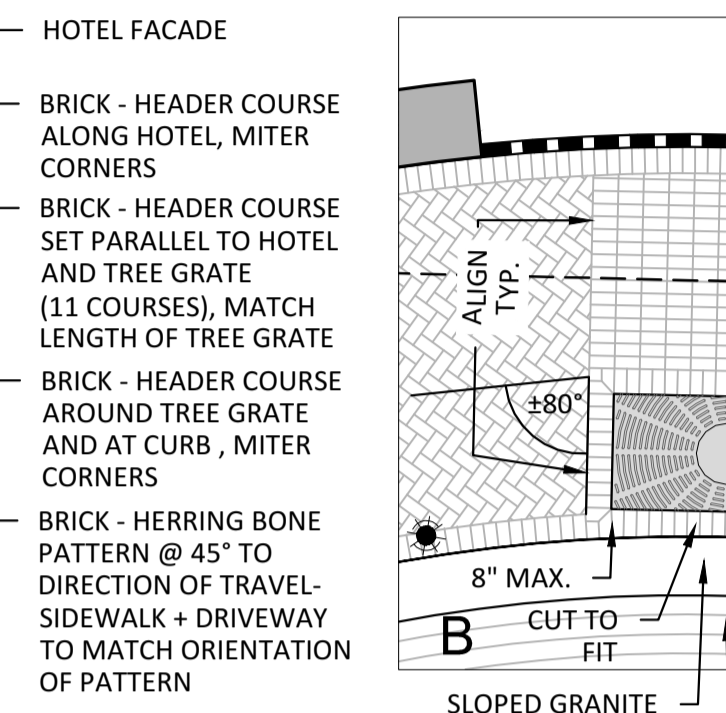 HOTEL FACADE
BRICK - HEADER COURSE
ALONG HOTEL, MITER
CORNERS
BRICK - HEADER COURSE
SET PARALLEL TO HOTEL
AND TREE GRATE
(11 COURSES), MATCH
LENGTH OF TREE GRATE
BRICK - HEADER COURSE
AROUND TREE GRATE
AND AT CURB , MITER
CORNERS
BRICK - HERRING BONE
PATTERN @ 45° TO
DIRECTION OF TRAVEL-
SIDEWALK + DRIVEWAY
TO MATCH ORIENTATION
OF PATTERN
ALIGN
TYP.
±80°
8" MAX.
B
CUT TO
FIT
SLOPED GRANITE